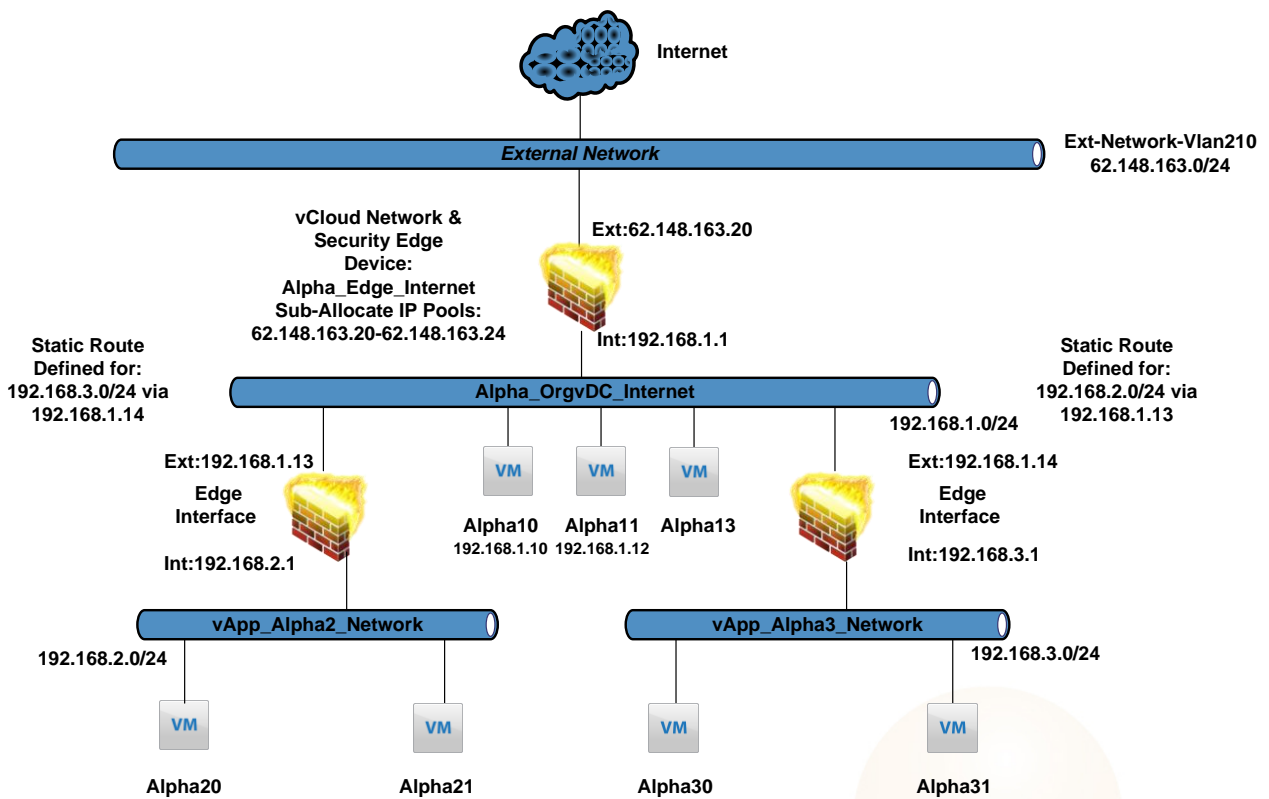 Internet
External Network
Ext-Network-Vlan210
62.148.163.0/24
vCloud Network &
Security Edge
Device:
Alpha_Edge_Internet
Sub-Allocate IP Pools:
62.148.163.20-62.148.163.24
Ext:62.148.163.20
Int:192.168.1.1
Static Route
Defined for:
192.168.3.0/24 via
192.168.1.14
Alpha_OrgvDC_Internet
192.168.1.0/24
Static Route
Defined for:
192.168.2.0/24 via
192.168.1.13
Ext:192.168.1.13
Edge
Interface
Int:192.168.2.1
VM
Alpha10
192.168.1.10
VM
Alpha11
192.168.1.12
VM
Alpha13
Ext:192.168.1.14
Edge
Interface
Int:192.168.3.1
vApp_Alpha2_Network
192.168.2.0/24
vApp_Alpha3_Network
192.168.3.0/24
VM
Alpha20
VM
Alpha21
VM
Alpha30
VM
Alpha31